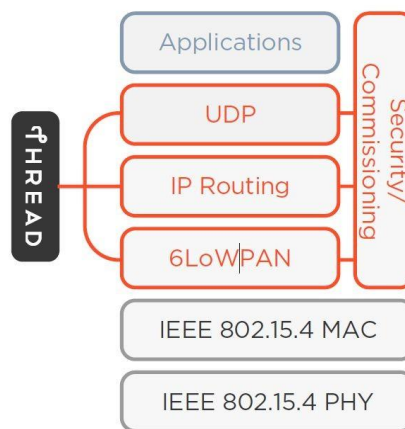 Applications
UDP
IP Routing
6LoWPAN
IEEE 802.15.4 MAC
IEEE 802.15.4 PHY
THREAD
Security/
Commissioning